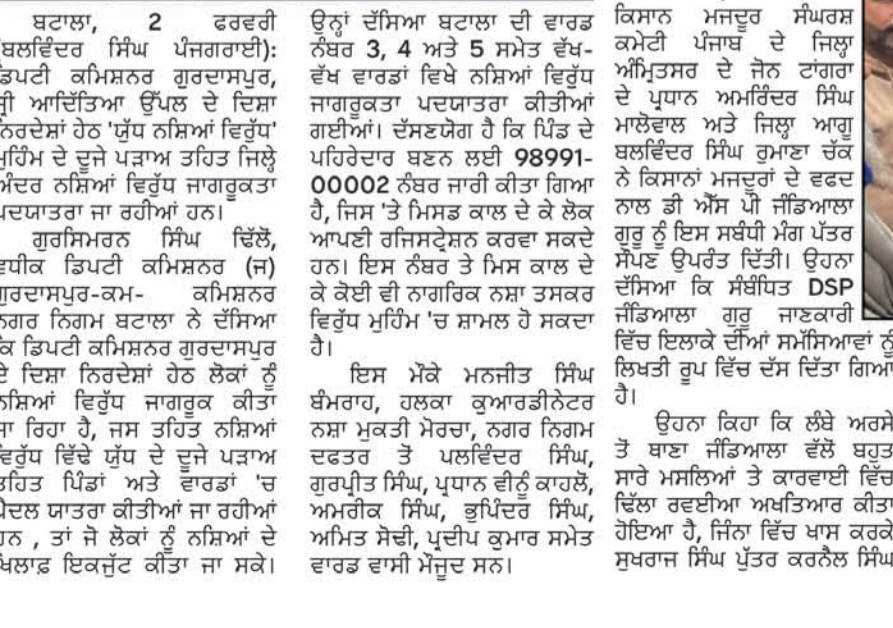 ਬਟਾਲਾ, 2 ਫਰਵਰੀ
(ਬਲਵਿੰਦਰ ਸਿੰਘ ਪੰਜਗਰਾਈ):
ਡਿਪਟੀ ਕਮਿਸ਼ਨਰ ਗੁਰਦਾਸਪੁਰ,
ਸ਼੍ਰੀ ਆਦਿੱਤਿਆ ਉੱਪਲ ਦੇ ਦਿਸ਼ਾ
ਨਿਰਦੇਸ਼ਾਂ ਹੇਠ 'ਯੁੱਧ ਨਸ਼ਿਆਂ ਵਿਰੁੱਧ'
ਮੁਹਿੰਮ ਦੇ ਦੂਜੇ ਪੜਾਅ ਤਹਿਤ ਜਿਲ੍ਹੇ
ਅੰਦਰ ਨਸ਼ਿਆਂ ਵਿਰੁੱਧ ਜਾਗਰੂਕਤਾ
ਪਦਯਾਤਰਾ ਜਾ ਰਹੀਆਂ ਹਨ।
ਗੁਰਸਿਮਰਨ ਸਿੰਘ ਢਿੱਲੋਂ,
ਵਧੀਕ ਡਿਪਟੀ ਕਮਿਸ਼ਨਰ (ਜ)
ਗੁਰਦਾਸਪੁਰ-ਕਮ- ਕਮਿਸ਼ਨਰ
ਨਗਰ ਨਿਗਮ ਬਟਾਲਾ ਨੇ ਦੱਸਿਆ
ਕਿ ਡਿਪਟੀ ਕਮਿਸ਼ਨਰ ਗੁਰਦਾਸਪੁਰ
ਦੇ ਦਿਸ਼ਾ ਨਿਰਦੇਸ਼ਾਂ ਹੇਠ ਲੋਕਾਂ ਨੂੰ
ਨਸ਼ਿਆਂ ਵਿਰੁੱਧ ਜਾਗਰੂਕ ਕੀਤਾ
ਜਾ ਰਿਹਾ ਹੈ, ਜਸ ਤਹਿਤ ਨਸ਼ਿਆਂ
ਵਿਰੁੱਧ ਵਿੱਢੇ ਯੁੱਧ ਦੇ ਦੂਜੇ ਪੜਾਅ
ਤਹਿਤ ਪਿੰਡਾਂ ਅਤੇ ਵਾਰਡਾਂ 'ਚ
ਪੈਦਲ ਯਾਤਰਾ ਕੀਤੀਆਂ ਜਾ ਰਹੀਆਂ
ਹਨ , ਤਾਂ ਜੋ ਲੋਕਾਂ ਨੂੰ ਨਸ਼ਿਆਂ ਦੇ
ਖਿਲਾਫ਼ ਇਕਜੁੱਟ ਕੀਤਾ ਜਾ ਸਕੇ।
ਉਨ੍ਹਾਂ ਦੱਸਿਆ ਬਟਾਲਾ ਦੀ ਵਾਰਡ
ਨੰਬਰ 3, 4 ਅਤੇ 5 ਸਮੇਤ ਵੱਖ-
ਵੱਖ ਵਾਰਡਾਂ ਵਿਖੇ ਨਸ਼ਿਆਂ ਵਿਰੁੱਧ
ਜਾਗਰੂਕਤਾ ਪਦਯਾਤਰਾ ਕੀਤੀਆਂ
ਗਈਆਂ। ਦੱਸਣਯੋਗ ਹੈ ਕਿ ਪਿੰਡ ਦੇ
ਪਹਿਰੇਦਾਰ ਬਣਨ ਲਈ 98991-
00002 ਨੰਬਰ ਜਾਰੀ ਕੀਤਾ ਗਿਆ
ਹੈ, ਜਿਸ 'ਤੇ ਮਿਸਡ ਕਾਲ ਦੇ ਕੇ ਲੋਕ
ਆਪਣੀ ਰਜਿਸਟ੍ਰੇਸ਼ਨ ਕਰਵਾ ਸਕਦੇ
ਹਨ। ਇਸ ਨੰਬਰ ਤੇ ਮਿਸ ਕਾਲ ਦੇ
ਕੇ ਕੋਈ ਵੀ ਨਾਗਰਿਕ ਨਸ਼ਾ ਤਸਕਰ
ਵਿਰੁੱਧ ਮੁਹਿੰਮ 'ਚ ਸ਼ਾਮਲ ਹੋ ਸਕਦਾ
ਹੈ।
ਇਸ ਮੌਕੇ ਮਨਜੀਤ ਸਿੰਘ
ਬੰਮਰਾਹ, ਹਲਕਾ ਕੁਆਰਡੀਨੇਟਰ
ਨਸ਼ਾ ਮੁਕਤੀ ਮੋਰਚਾ, ਨਗਰ ਨਿਗਮ
ਦਫਤਰ ਤੋਂ ਪਲਵਿੰਦਰ ਸਿੰਘ,
ਗੁਰਪ੍ਰੀਤ ਸਿੰਘ, ਪ੍ਰਧਾਨ ਵੀਨੂੰ ਕਾਹਲੋਂ,
ਅਮਰੀਕ ਸਿੰਘ, ਭੁਪਿੰਦਰ ਸਿੰਘ,
ਅਮਿਤ ਸੋਢੀ, ਪ੍ਰਦੀਪ ਕੁਮਾਰ ਸਮੇਤ
ਵਾਰਡ ਵਾਸੀ ਮੌਜੂਦ ਸਨ।
ਕਿਸਾਨ ਮਜਦੂਰ ਸੰਘਰਸ਼
ਕਮੇਟੀ ਪੰਜਾਬ ਦੇ ਜਿਲ੍ਹਾ
ਅੰਮ੍ਰਿਤਸਰ ਦੇ ਜੋਨ ਟਾਂਗਰਾ
ਦੇ ਪ੍ਰਧਾਨ ਅਮਰਿੰਦਰ ਸਿੰਘ
ਮਾਲੋਵਾਲ ਅਤੇ ਜਿਲ੍ਹਾ ਆਗੂ
ਬਲਵਿੰਦਰ ਸਿੰਘ ਰੁਮਾਣਾ ਚੱਕ
ਨੇ ਕਿਸਾਨਾਂ ਮਜਦੂਰਾਂ ਦੇ ਵਫਦ
ਨਾਲ ਡੀ ਐੱਸ ਪੀ ਜੰਡਿਆਲਾ
ਗੁਰੂ ਨੂੰ ਇਸ ਸਬੰਧੀ ਮੰਗ ਪੱਤਰ
ਸੌਂਪਣ ਉਪਰੰਤ ਦਿੱਤੀ। ਉਹਨਾ
ਦੱਸਿਆ ਕਿ ਸੰਬੰਧਿਤ DSP
ਜੰਡਿਆਲਾ ਗੁਰੂ ਜਾਣਕਾਰੀ
ਵਿੱਚ ਇਲਾਕੇ ਦੀਆਂ ਸਮੱਸਿਆਵਾਂ ਨੂੰ
ਲਿਖਤੀ ਰੂਪ ਵਿੱਚ ਦੱਸ ਦਿੱਤਾ ਗਿਆ
ਹੈ।
ਉਹਨਾ ਕਿਹਾ ਕਿ ਲੰਬੇ ਅਰਸੇ
ਤੋਂ ਥਾਣਾ ਜੰਡਿਆਲਾ ਵੱਲੋਂ ਬਹੁਤ
ਸਾਰੇ ਮਸਲਿਆਂ ਤੇ ਕਾਰਵਾਈ ਵਿੱਚ
ਢਿੱਲਾ ਰਵਈਆ ਅਖਤਿਆਰ ਕੀਤਾ
ਹੋਇਆ ਹੈ, ਜਿੰਨਾ ਵਿੱਚ ਖਾਸ ਕਰਕੇ
ਸੁਖਰਾਜ ਸਿੰਘ ਪੁੱਤਰ ਕਰਨੈਲ ਸਿੰਘ